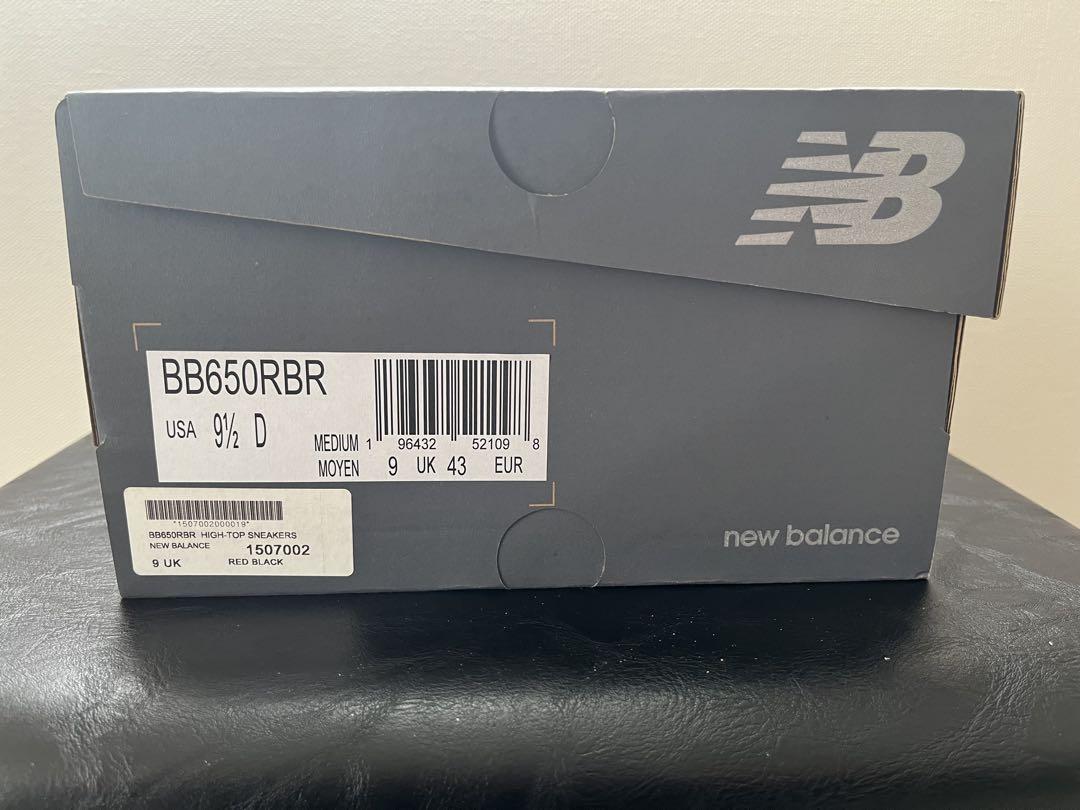 NB
BB650RBR
USA 9½ D
1 96432 52109 8
MEDIUM
MOYEN 9 UK 43 EUR
*1507002000019*
BB650RBR HIGH-TOP SNEAKERS
NEW BALANCE 1507002
9 UK RED BLACK
new balance